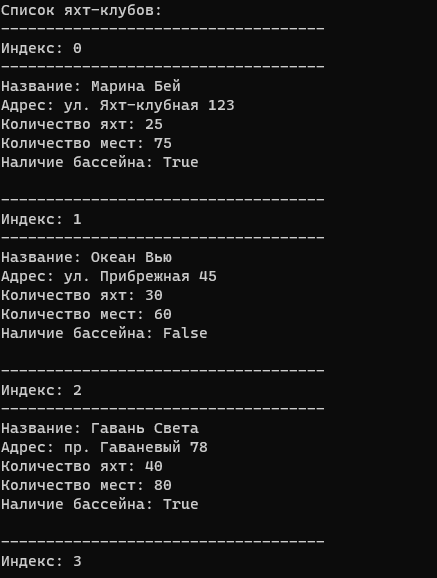 Список яхт-клубов:
------------------------------------
Индекс: 0
------------------------------------
Название: Марина Бей
Адрес: ул. Яхт-клубная 123
Количество яхт: 25
Количество мест: 75
Наличие бассейна: True

------------------------------------
Индекс: 1
------------------------------------
Название: Океан Вью
Адрес: ул. Прибрежная 45
Количество яхт: 30
Количество мест: 60
Наличие бассейна: False

------------------------------------
Индекс: 2
------------------------------------
Название: Гавань Света
Адрес: пр. Гаваневый 78
Количество яхт: 40
Количество мест: 80
Наличие бассейна: True

------------------------------------
Индекс: 3